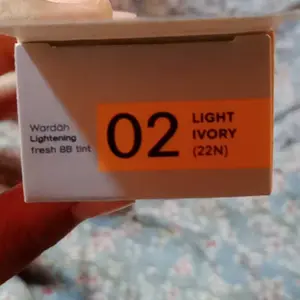 Wardah
Lightening
fresh BB tint
02
LIGHT
IVORY
(22N)